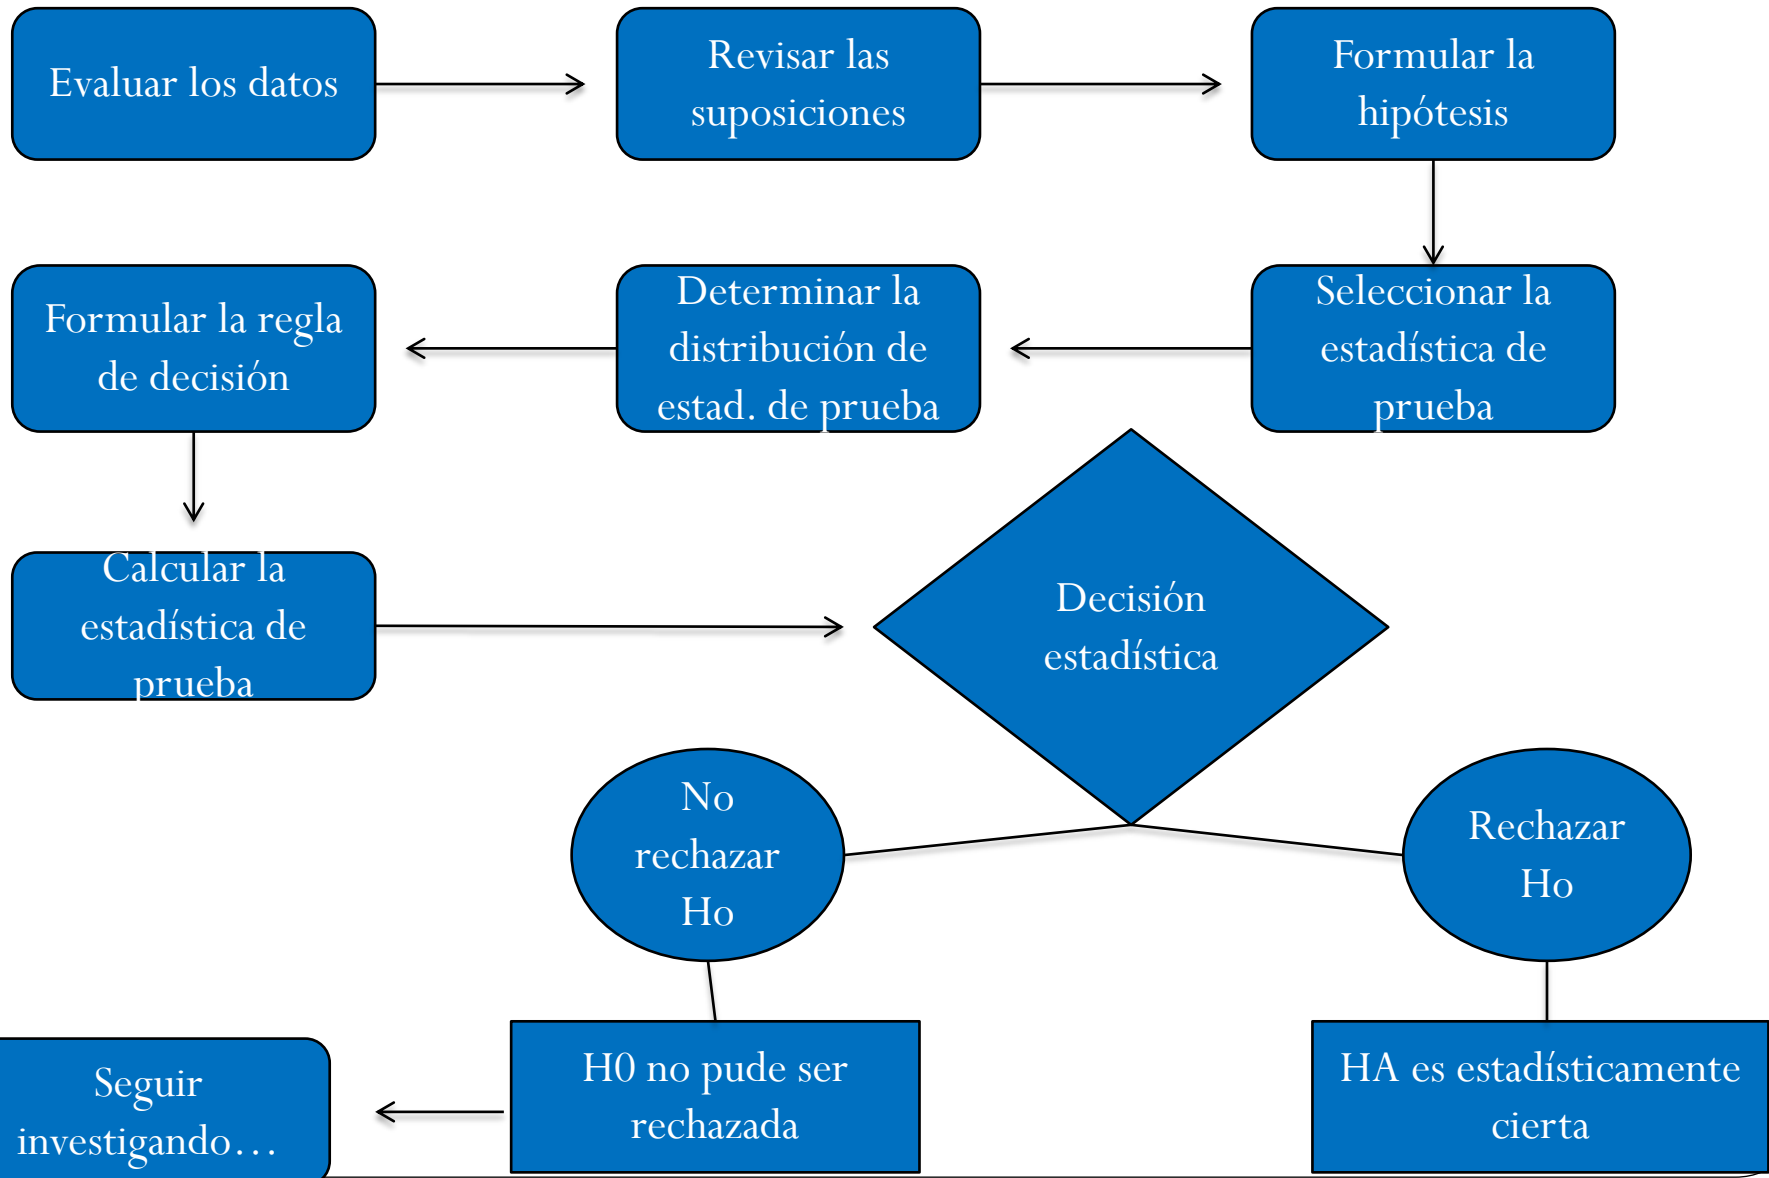 Evaluar los datos
Revisar las
suposiciones
Formular la
hipótesis
Seleccionar la
estadística de
prueba
Determinar la
distribución de
estad. de prueba
Formular la regla
de decisión
Calcular la
estadística de
prueba
Decisión
estadística
No
rechazar
Ho
Rechazar
Ho
H0 no pude ser
rechazada
HA es estadísticamente
cierta
Seguir
investigando…